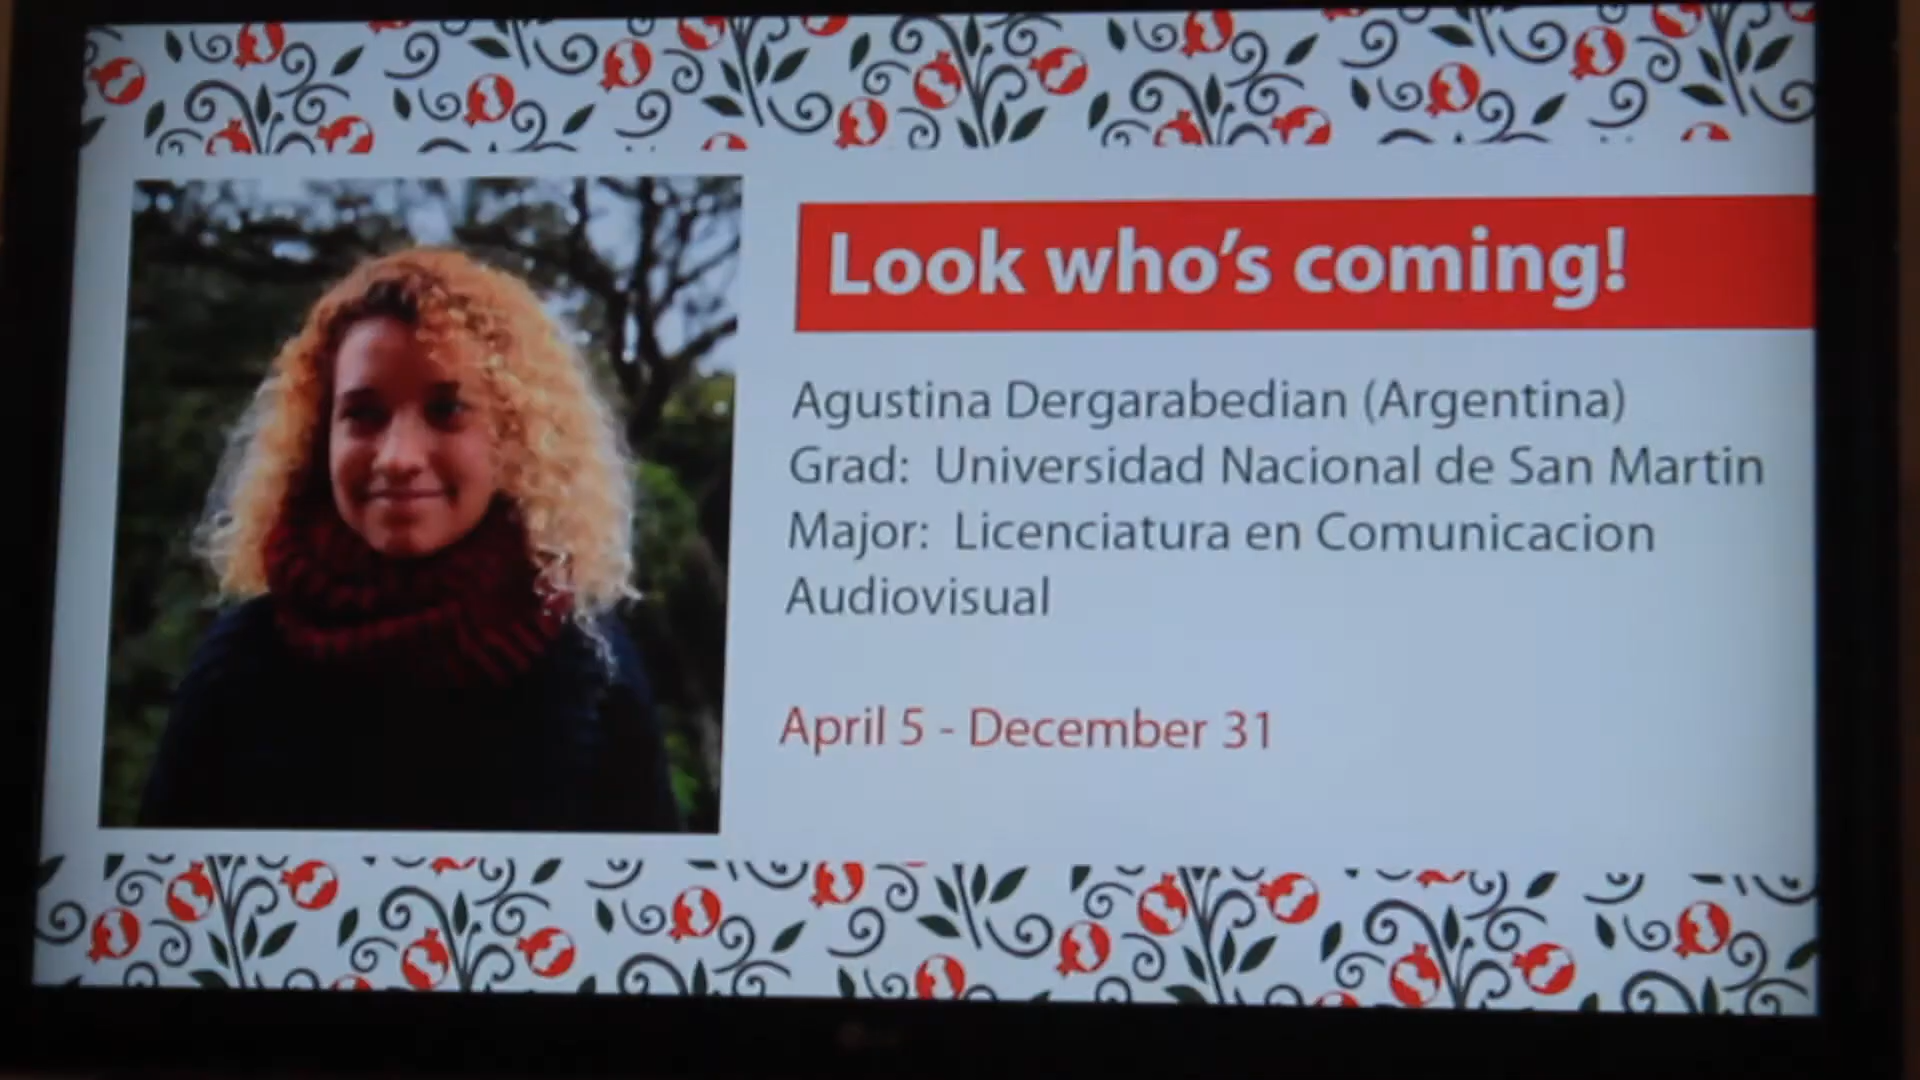 Look who's coming!
Agustina Dergarabedian (Argentina)
Grad: Universidad Nacional de San Martin
Major: Licenciatura en Comunicacion
Audiovisual
April 5 - December 31